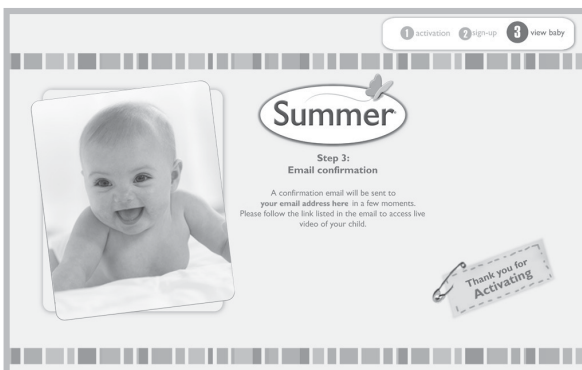 1 activation 2 sign-up 3 view baby
Summer
Step 3:
Email confirmation
A confirmation email will be sent to
your email address here in a few moments.
Please follow the link listed in the email to access live
video of your child.
Thank you for
Activating